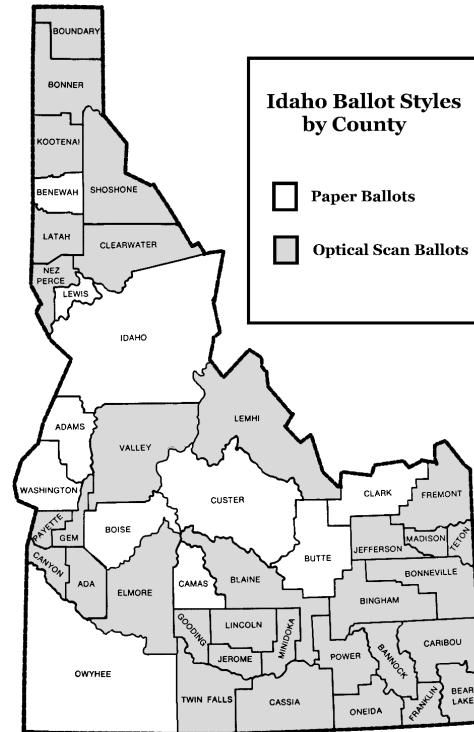 BOUNDARY
BONNER
Idaho Ballot Styles
by County
KOOTENAI
BENEWAH
SHOSHONE
Paper Ballots
LATAH
CLEARWATER
Optical Scan Ballots
NEZ
PERCE
LEWIS
IDAHO
LEMHI
ADAMS
VALLEY
WASHINGTON
CUSTER
CLARK
FREMONT
PAYETTE
GEM
BOISE
BUTTE
JEFFERSON
MADISON
TETON
CANYON
ADA
ELMORE
CAMAS
BLAINE
BONNEVILLE
BINGHAM
GOODING
LINCOLN
MINIDOKA
JEROME
POWER
BANNOCK
CARIBOU
OWYHEE
TWIN FALLS
CASSIA
ONEIDA
FRANKLIN
BEAR
LAKE